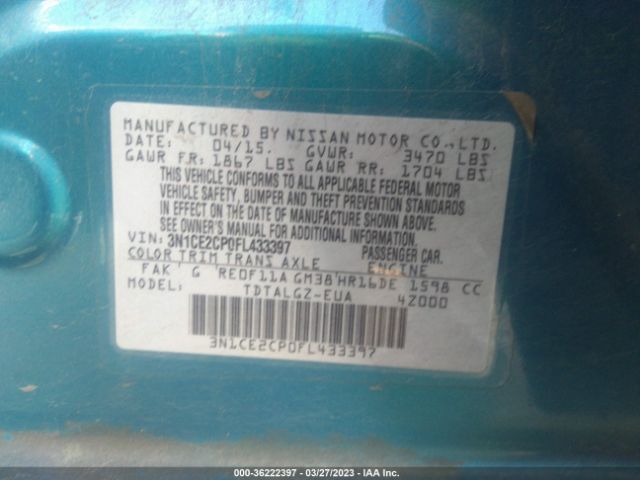 MANUFACTURED BY NISSAN MOTOR CO., LTD.
DATE: 04/15. GVWR: 3470 LBS
GAWR FR: 1867 LBS GAWR RR: 1704 LBS
THIS VEHICLE CONFORMS TO ALL APPLICABLE FEDERAL MOTOR
VEHICLE SAFETY, BUMPER AND THEFT PREVENTION STANDARDS
IN EFFECT ON THE DATE OF MANUFACTURE SHOWN ABOVE.
SEE OWNER'S MANUAL FOR ADDITIONAL INFORMATION.
VIN: 3N1CE2CP0FL433397 PASSENGER CAR.
COLOR TRIM TRANS AXLE ENGINE
FAK G RE0F11A GM38 HR16DE 1598 CC
MODEL: TDTALGZ-EUA 4Z000
3N1CE2CP0FL433397
000-36222397 - 03/27/2023 - IAA Inc.